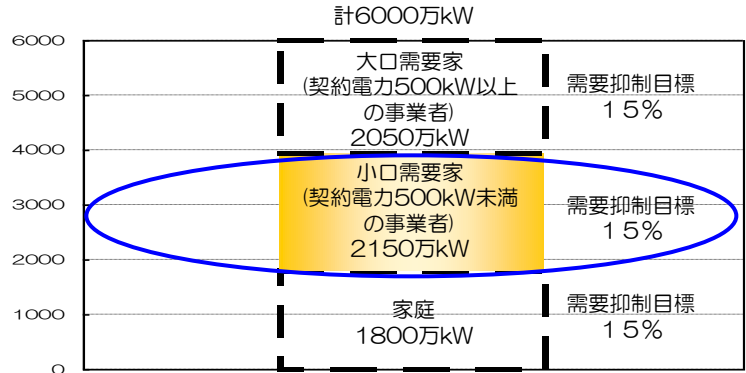 計6000万kW
6000
5000
4000
3000
2000
1000
0
大口需要家
(契約電力500kW以上
の事業者)
2050万kW
需要抑制目標
１５%
小口需要家
(契約電力500kW未満
の事業者)
2150万kW
需要抑制目標
１５%
家庭
1800万kW
需要抑制目標
１５%